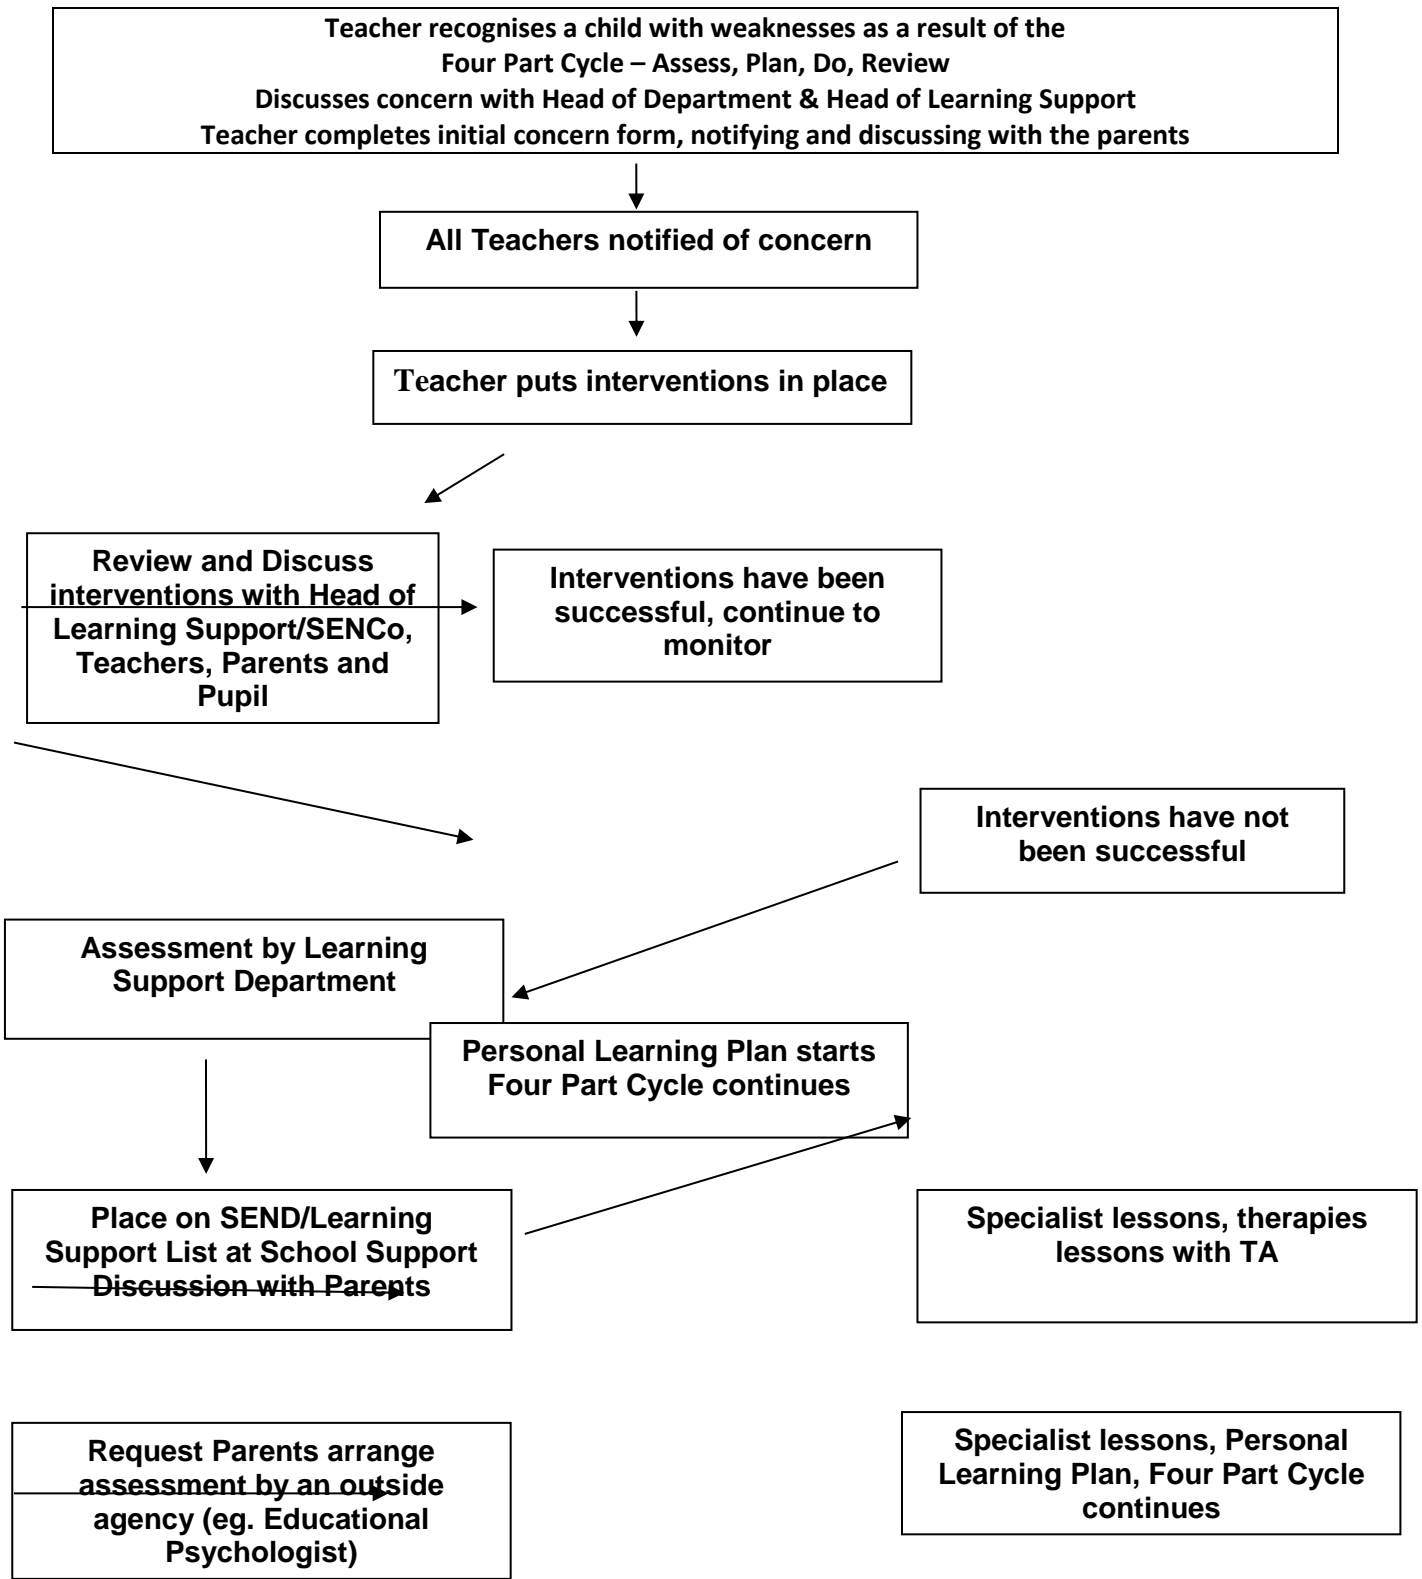 Teacher recognises a child with weaknesses as a result of the
Four Part Cycle – Assess, Plan, Do, Review
Discusses concern with Head of Department & Head of Learning Support
Teacher completes initial concern form, notifying and discussing with the parents
All Teachers notified of concern
Teacher puts interventions in place
Review and Discuss
interventions with Head of
Learning Support/SENCo,
Teachers, Parents and
Pupil
Interventions have been
successful, continue to
monitor
Interventions have not
been successful
Assessment by Learning
Support Department
Personal Learning Plan starts
Four Part Cycle continues
Place on SEND/Learning
Support List at School Support
Discussion with Parents
Specialist lessons, therapies
lessons with TA
Request Parents arrange
assessment by an outside
agency (eg. Educational
Psychologist)
Specialist lessons, Personal
Learning Plan, Four Part Cycle
continues